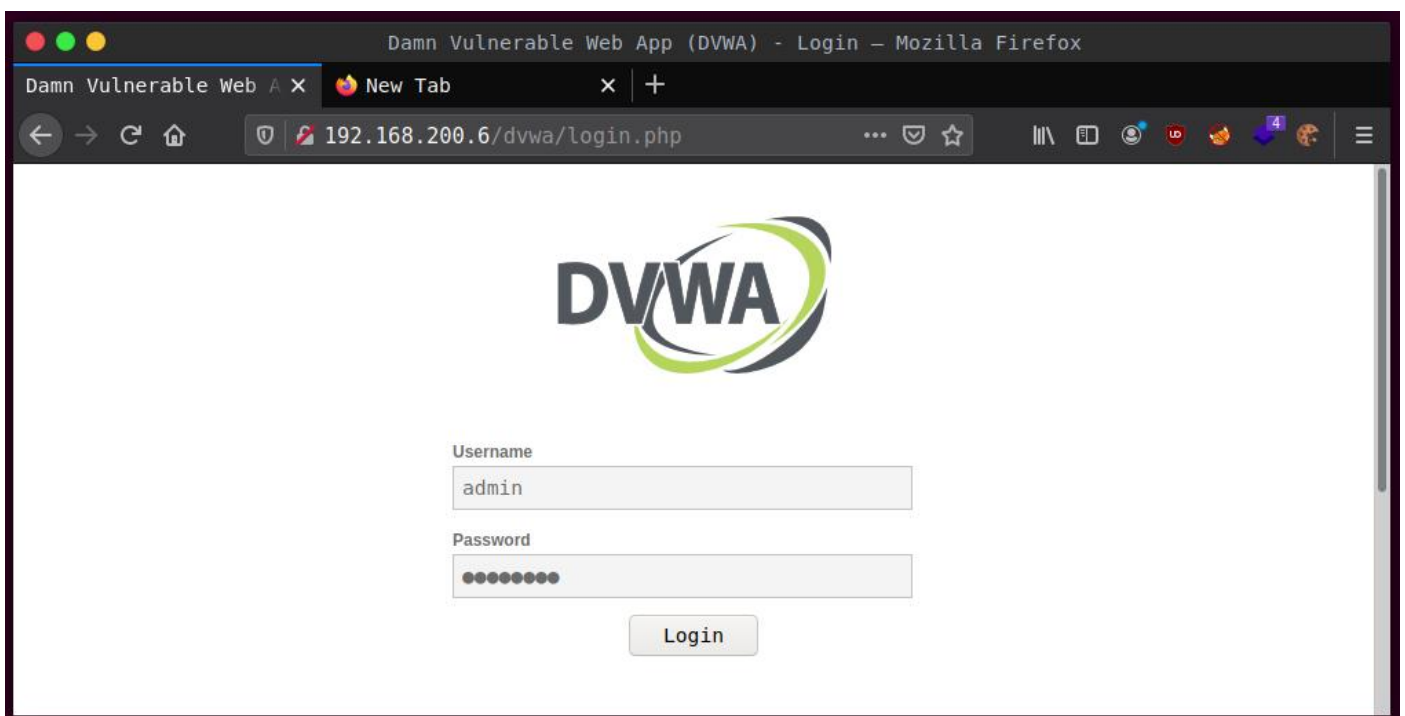 Damn Vulnerable Web App (DVWA) - Login — Mozilla Firefox
Damn Vulnerable Web A New Tab
192.168.200.6/dvwa/login.php
4
DVWA
Username
admin
Password
Login